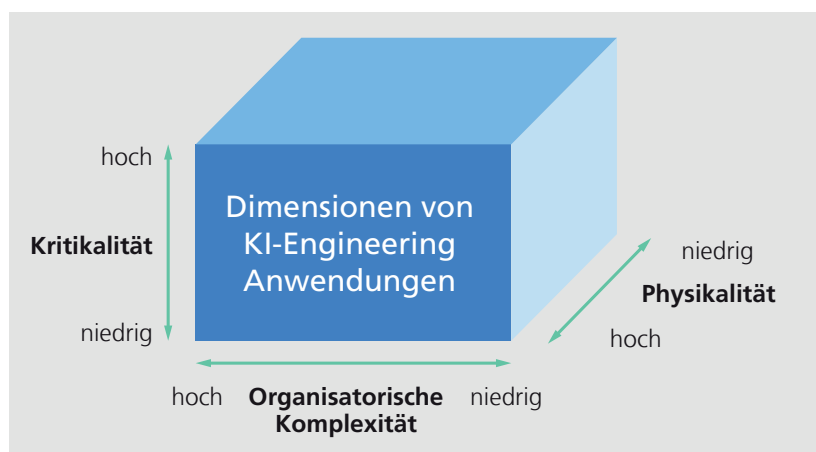 hoch
Dimensionen von
KI-Engineering
Anwendungen
Kritikalität
niedrig
niedrig
Physikalität
hoch
hoch Organisatorische niedrig
Komplexität